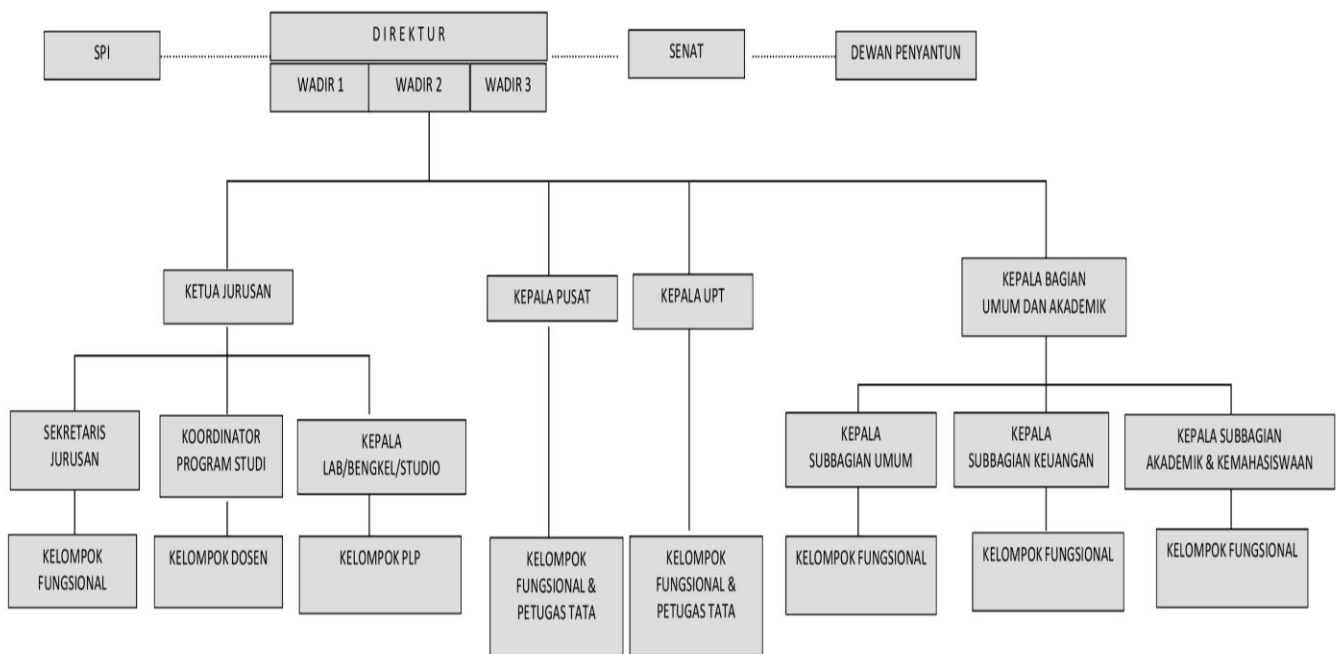 DIREKTUR
SPI
SENAT
DEWAN PENYANTUN
WADIR 1
WADIR 2
WADIR 3
KETUA JURUSAN
KEPALA PUSAT
KEPALA UPT
KEPALA BAGIAN
UMUM DAN AKADEMIK
SEKRETARIS
JURUSAN
KOORDINATOR
PROGRAM STUDI
KEPALA
LAB/BENGKEL/STUDIO
KEPALA
SUBBAGIAN UMUM
KEPALA
SUBBAGIAN KEUANGAN
KEPALA SUBBAGIAN
AKADEMIK & KEMAHASISWAAN
KELOMPOK
FUNGSIONAL
KELOMPOK DOSEN
KELOMPOK PLP
KELOMPOK
FUNGSIONAL &
PETUGAS TATA
KELOMPOK
FUNGSIONAL &
PETUGAS TATA
KELOMPOK FUNGSIONAL
KELOMPOK FUNGSIONAL
KELOMPOK FUNGSIONAL